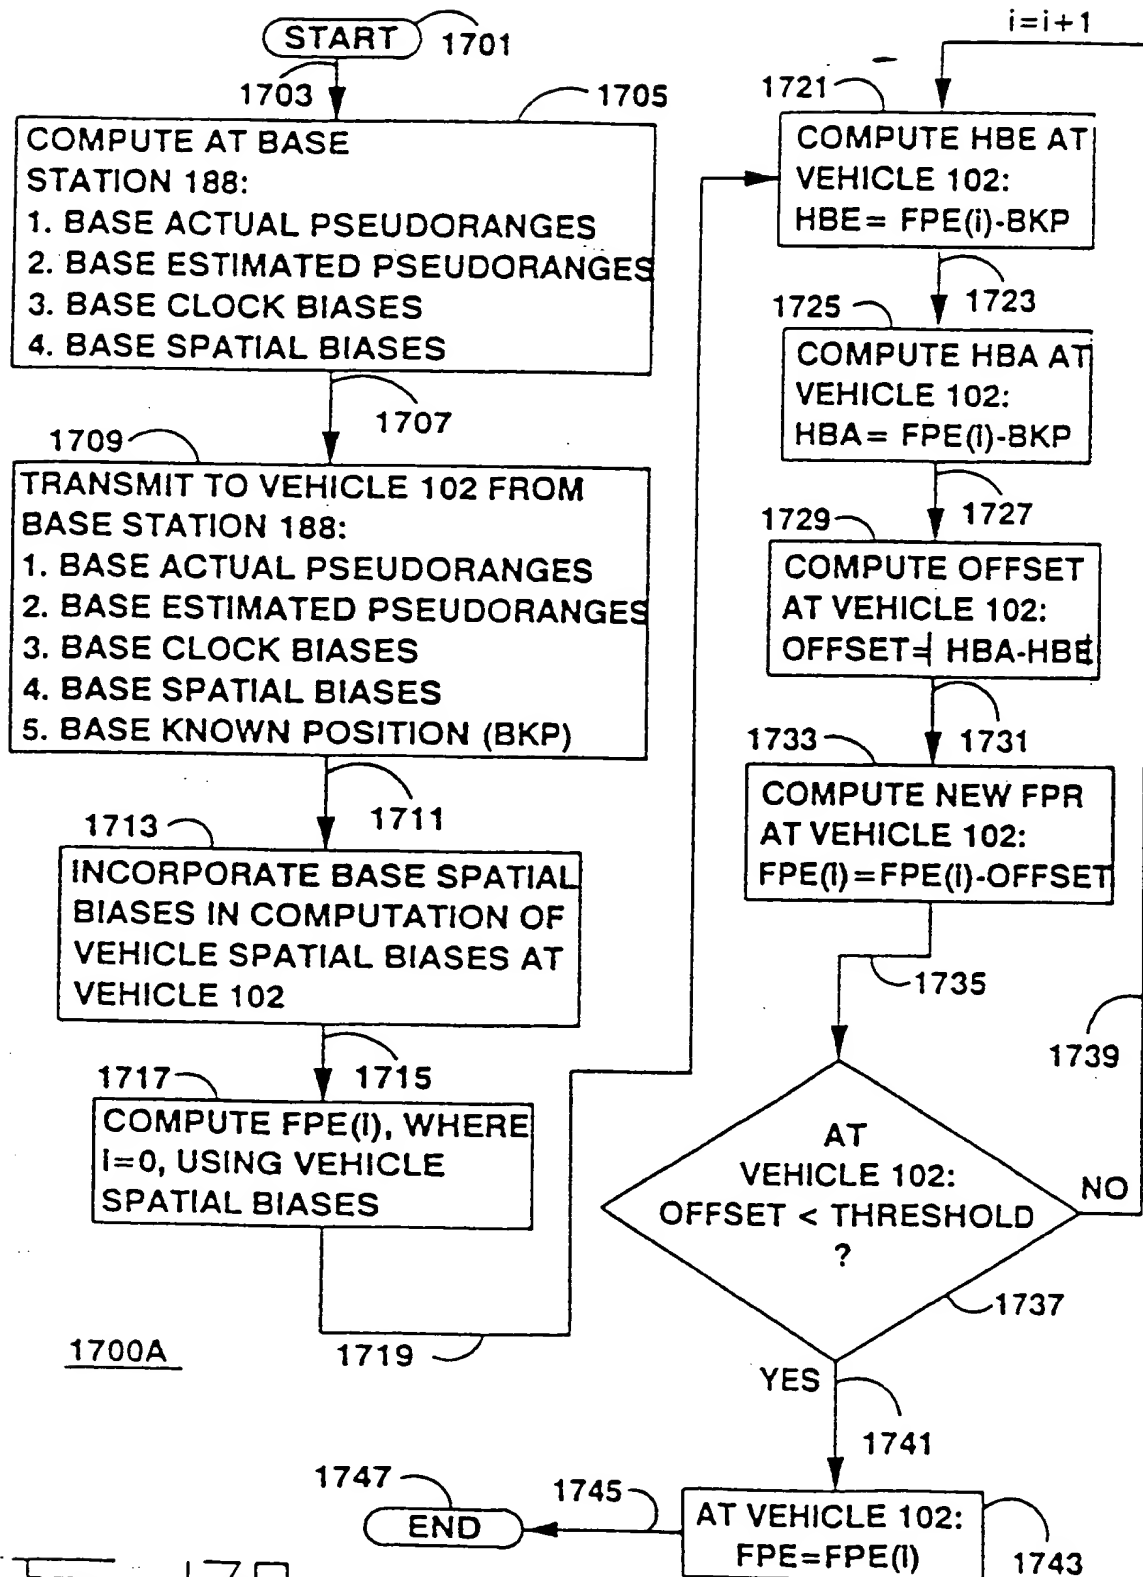 START 1701
1703
1705
COMPUTE AT BASE
STATION 188:
1. BASE ACTUAL PSEUDORANGES
2. BASE ESTIMATED PSEUDORANGES
3. BASE CLOCK BIASES
4. BASE SPATIAL BIASES
1707
1709
TRANSMIT TO VEHICLE 102 FROM
BASE STATION 188:
1. BASE ACTUAL PSEUDORANGES
2. BASE ESTIMATED PSEUDORANGES
3. BASE CLOCK BIASES
4. BASE SPATIAL BIASES
5. BASE KNOWN POSITION (BKP)
1711
1713
INCORPORATE BASE SPATIAL
BIASES IN COMPUTATION OF
VEHICLE SPATIAL BIASES AT
VEHICLE 102
1715
1717
COMPUTE FPE(I), WHERE
I=0, USING VEHICLE
SPATIAL BIASES
1719
1700A
i=i+1
1721
COMPUTE HBE AT
VEHICLE 102:
HBE= FPE(i)-BKP
1723
1725
COMPUTE HBA AT
VEHICLE 102:
HBA= FPE(I)-BKP
1727
1729
COMPUTE OFFSET
AT VEHICLE 102:
OFFSET=| HBA-HBE|
1731
1733
COMPUTE NEW FPR
AT VEHICLE 102:
FPE(I)=FPE(I)-OFFSET
1735
1739
AT
VEHICLE 102:
OFFSET < THRESHOLD
?
NO
1737
YES
1741
AT VEHICLE 102:
FPE=FPE(I)
1743
1745
1747
END